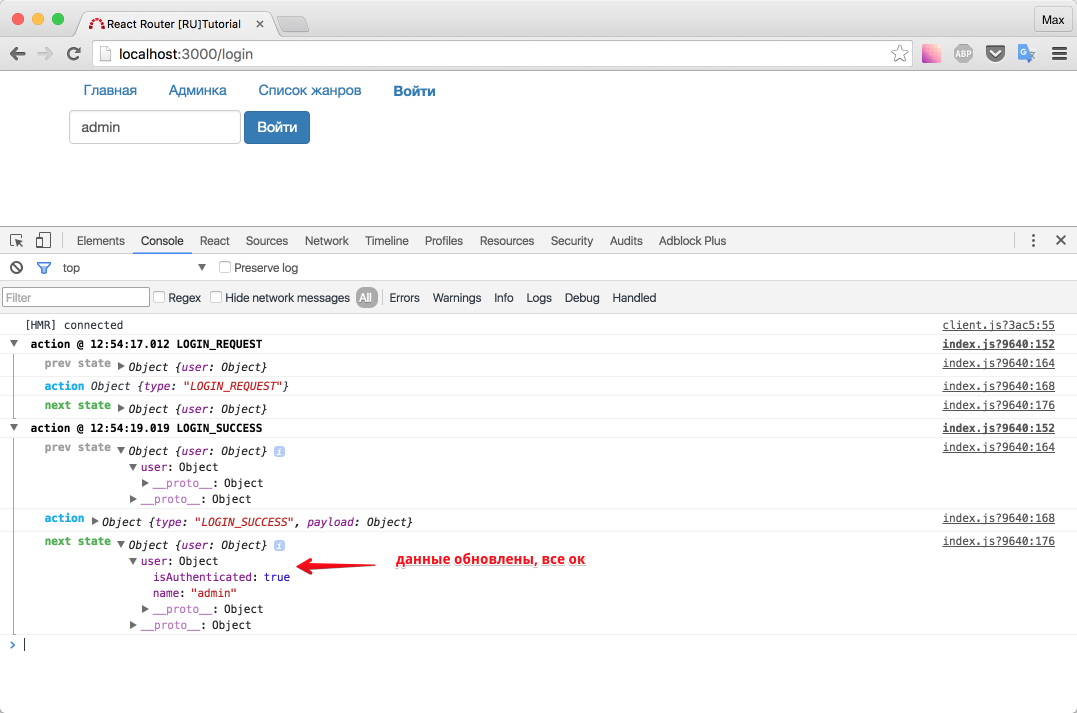 React Router [RU]Tutorial
Max
localhost:3000/login
ABP
G
Главная Админка Список жанров Войти
admin Войти
Elements Console React Sources Network Timeline Profiles Resources Security Audits Adblock Plus
top Preserve log
Filter Regex Hide network messages All Errors Warnings Info Logs Debug Handled
[HMR] connected client.js?3ac5:55
action @ 12:54:17.012 LOGIN_REQUEST index.js?9640:152
prev state Object {user: Object} index.js?9640:164
action Object {type: "LOGIN_REQUEST"} index.js?9640:168
next state Object {user: Object} index.js?9640:176
action @ 12:54:19.019 LOGIN_SUCCESS index.js?9640:152
prev state Object {user: Object} i index.js?9640:164
user: Object
__proto__: Object
__proto__: Object
action Object {type: "LOGIN_SUCCESS", payload: Object} index.js?9640:168
next state Object {user: Object} i index.js?9640:176
user: Object данные обновлены, все ок
isAuthenticated: true
name: "admin"
__proto__: Object
__proto__: Object